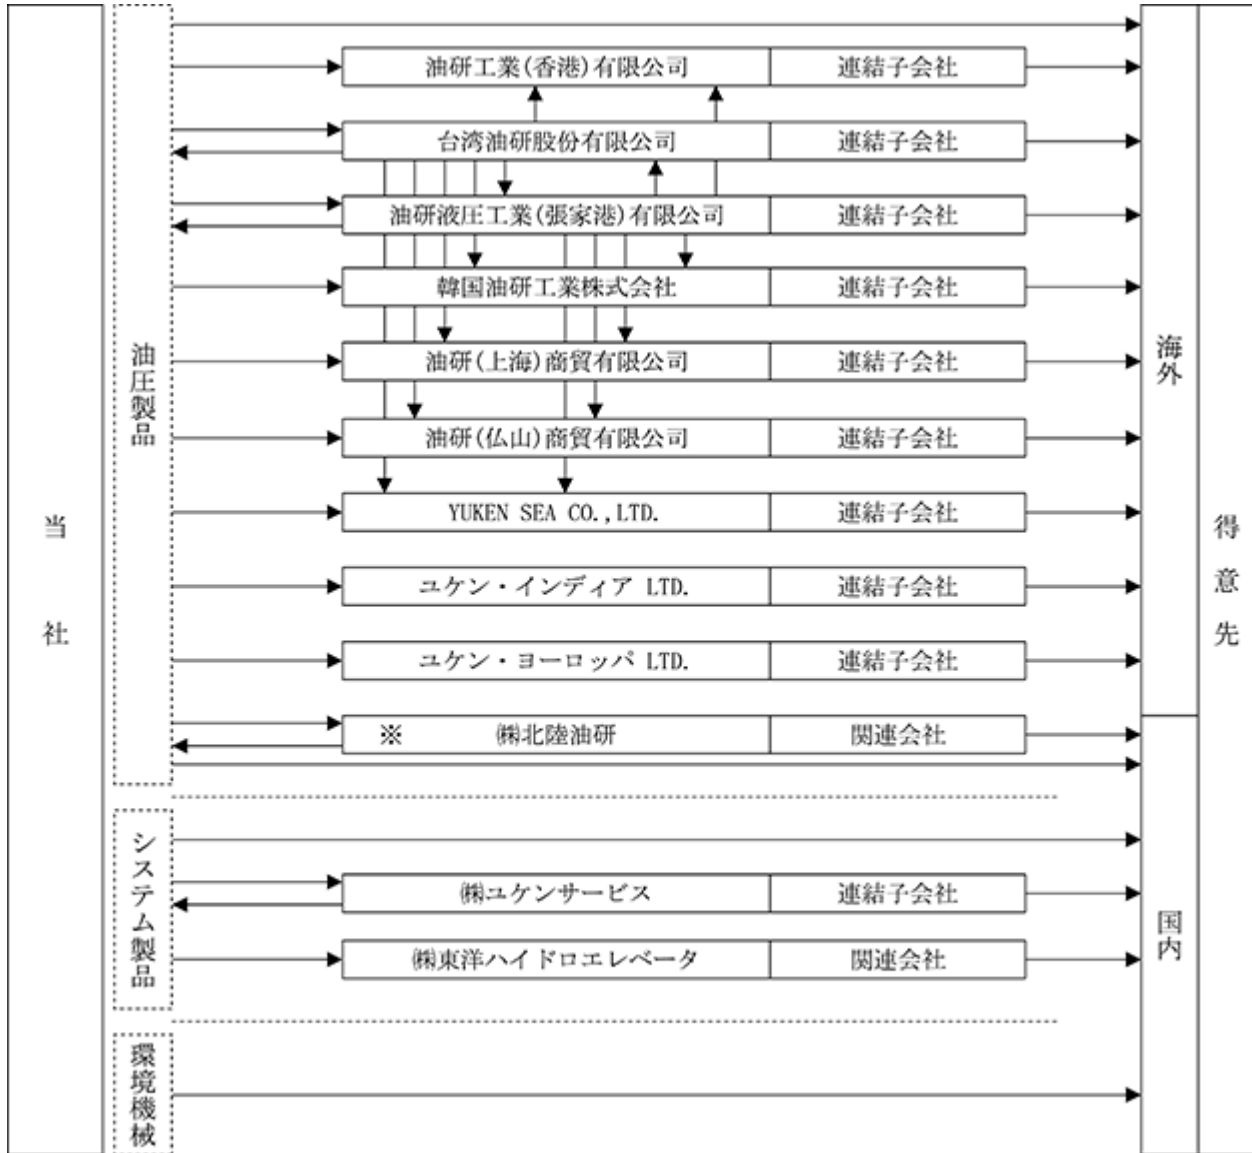 当社
油圧製品
油研工業(香港)有限公司 連結子会社
台湾油研股份有限公司 連結子会社
油研液圧工業(張家港)有限公司 連結子会社
韓国油研工業株式会社 連結子会社
油研(上海)商貿有限公司 連結子会社
油研(仏山)商貿有限公司 連結子会社
YUKEN SEA CO.,LTD. 連結子会社
ユケン・インディア LTD. 連結子会社
ユケン・ヨーロッパ LTD. 連結子会社
※ ㈱北陸油研 関連会社
システム製品
㈱ユケンサービス 連結子会社
㈱東洋ハイドロエレベータ 関連会社
環境機械
海外
国内
得意先